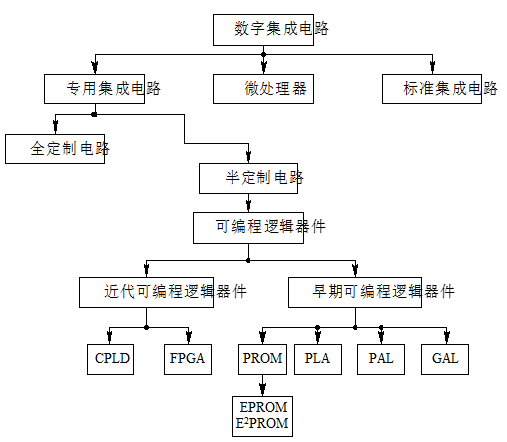 数字集成电路
专用集成电路
微处理器
标准集成电路
全定制电路
半定制电路
可编程逻辑器件
近代可编程逻辑器件
早期可编程逻辑器件
CPLD
FPGA
PROM
PLA
PAL
GAL
EPROM
E²PROM